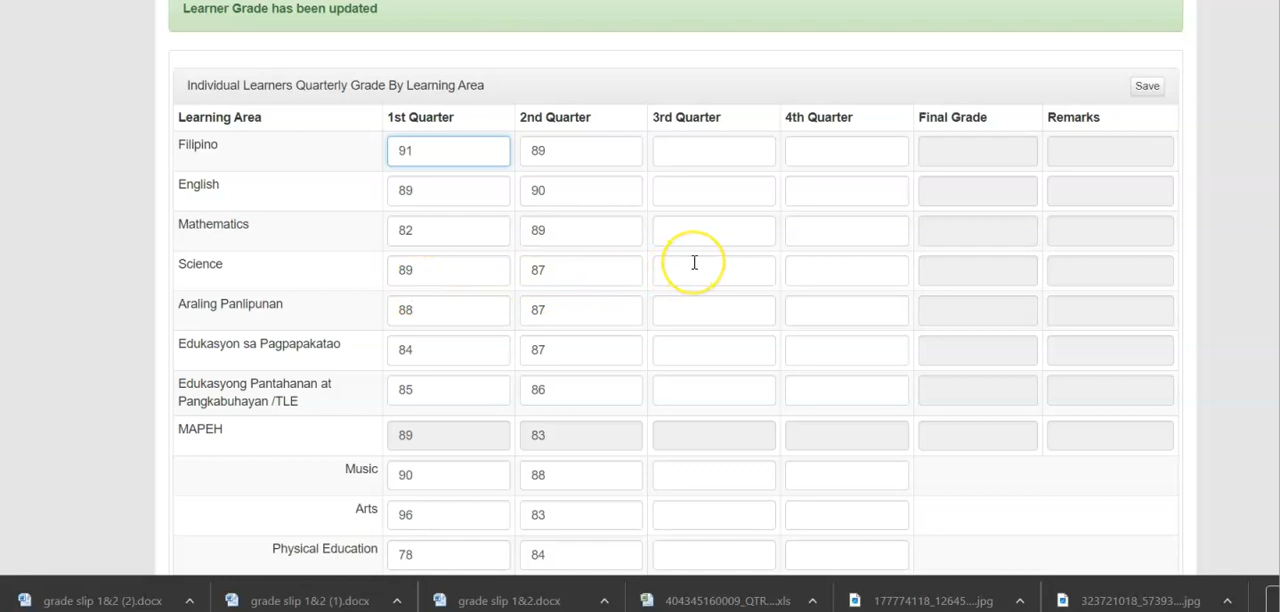 Learner Grade has been updated
Individual Learners Quarterly Grade By Learning Area Save
Learning Area 1st Quarter 2nd Quarter 3rd Quarter 4th Quarter Final Grade Remarks
Filipino 91 89
English 89 90
Mathematics 82 89
Science 89 87
Araling Panlipunan 88 87
Edukasyon sa Pagpapakatao 84 87
Edukasyong Pantahanan at
Pangkabuhayan /TLE 85 86
MAPEH 89 83
Music 90 88
Arts 96 83
Physical Education 78 84
grade slip 1&2 (2).docx grade slip 1&2 (1).docx grade slip 1&2.docx 404345160009_QTR....xls 177774118_12645....jpg 323721018_57393....jpg